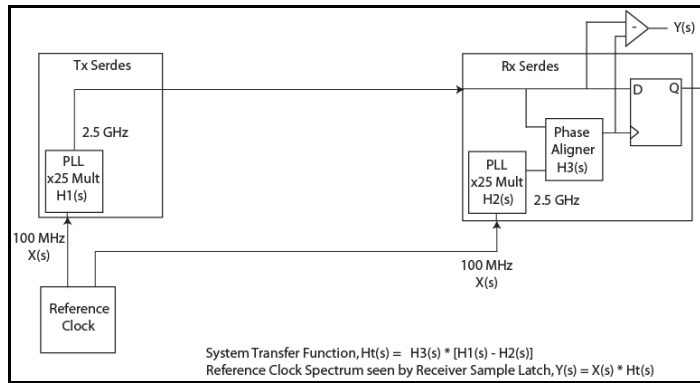 Y(s)
-
Tx Serdes
Rx Serdes
D
Q
2.5 GHz
Phase
Aligner
H3(s)
PLL
x25 Mult
H1(s)
PLL
x25 Mult
H2(s)
2.5 GHz
100 MHz
X(s)
100 MHz
X(s)
Reference
Clock
System Transfer Function, Ht(s) = H3(s) * [H1(s) - H2(s)]
Reference Clock Spectrum seen by Receiver Sample Latch, Y(s) = X(s) * Ht(s)